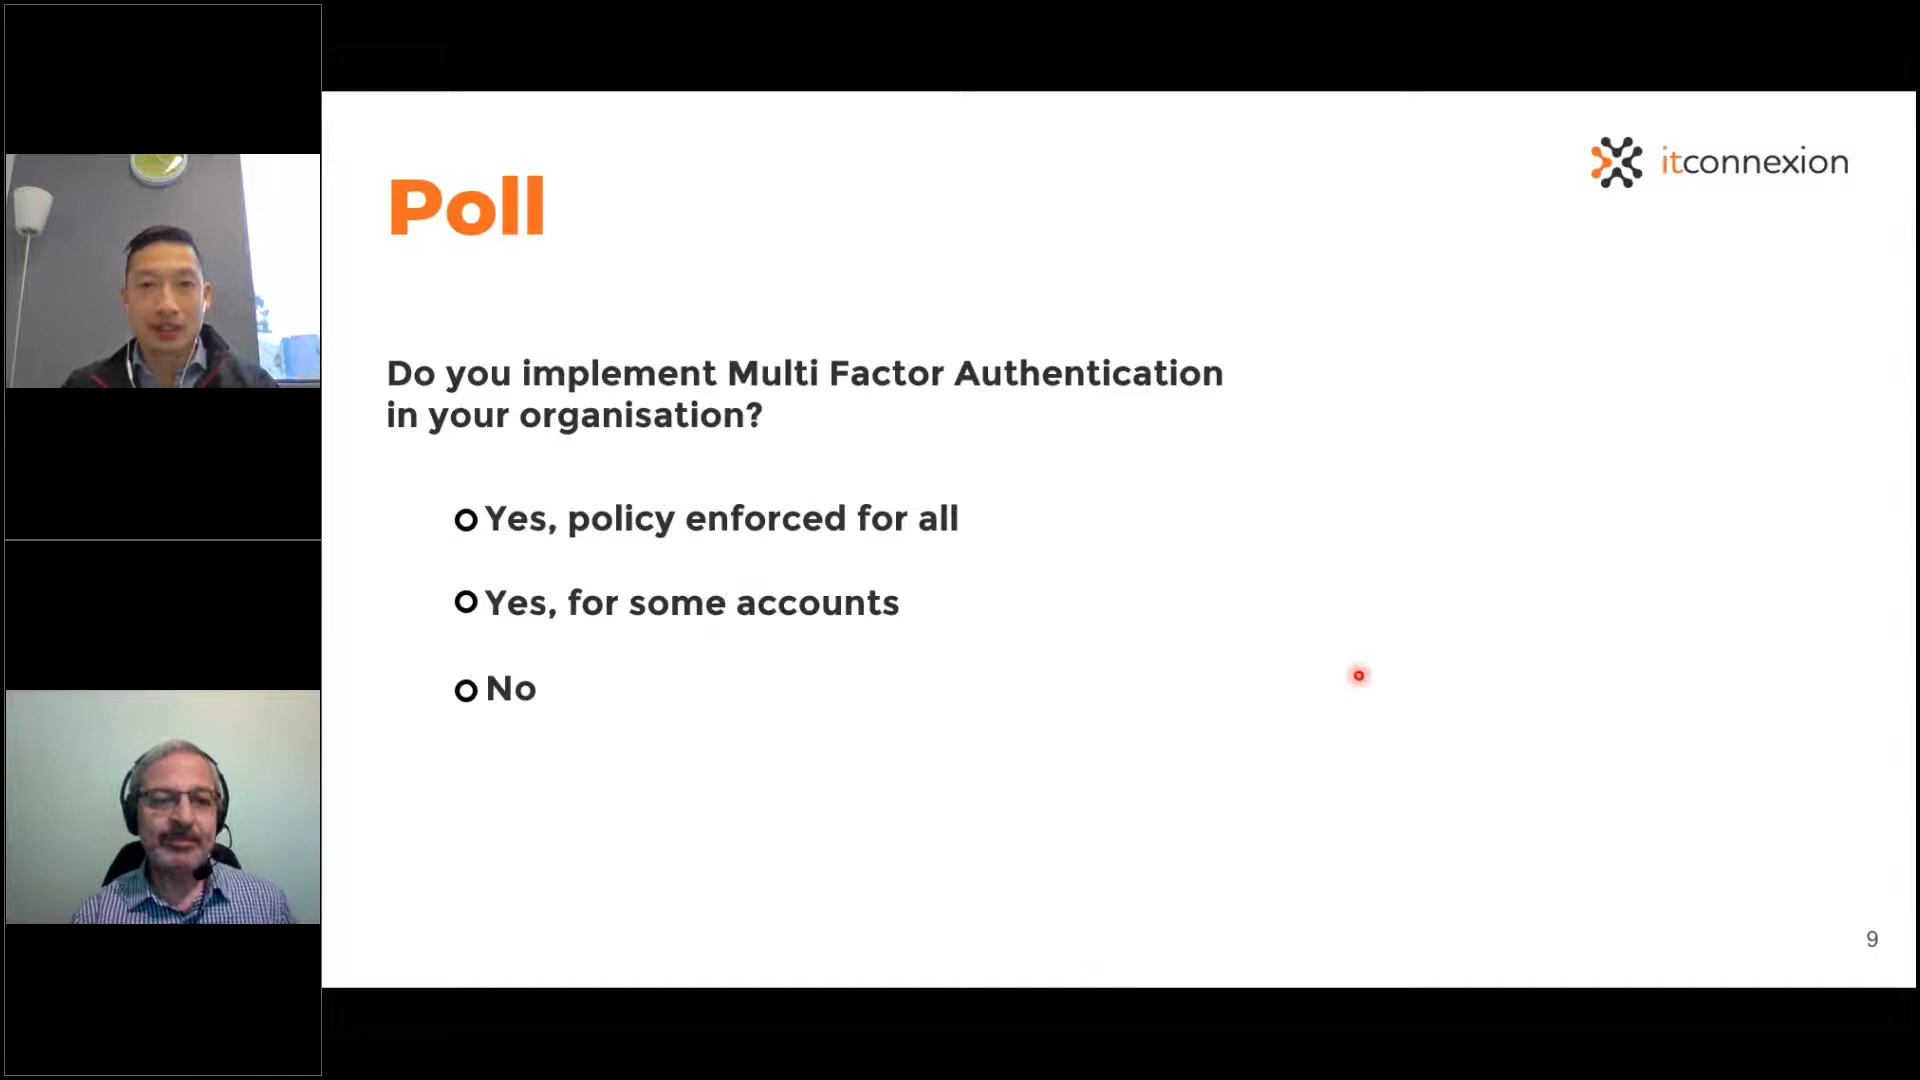 itconnexion
Poll
Do you implement Multi Factor Authentication
in your organisation?
Yes, policy enforced for all
Yes, for some accounts
No
9